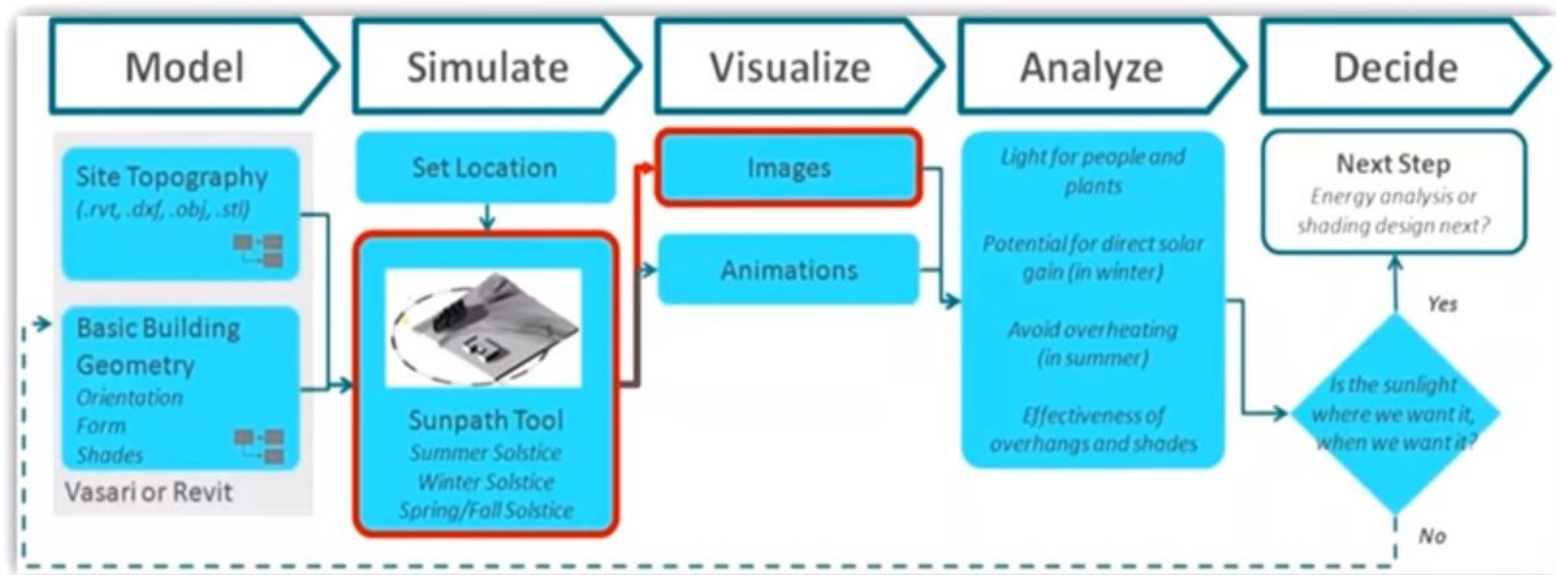 Model
Simulate
Visualize
Analyze
Decide
Site Topography
(.rvt, .dxf, .obj, .stl)
Basic Building
Geometry
Orientation
Form
Shades
Vasari or Revit
Set Location
Sunpath Tool
Summer Solstice
Winter Solstice
Spring/Fall Solstice
Images
Animations
Light for people and
plants
Potential for direct solar
gain (in winter)
Avoid overheating
(in summer)
Effectiveness of
overhangs and shades
Next Step
Energy analysis or
shading design next?
Yes
Is the sunlight
where we want it,
when we want it?
No